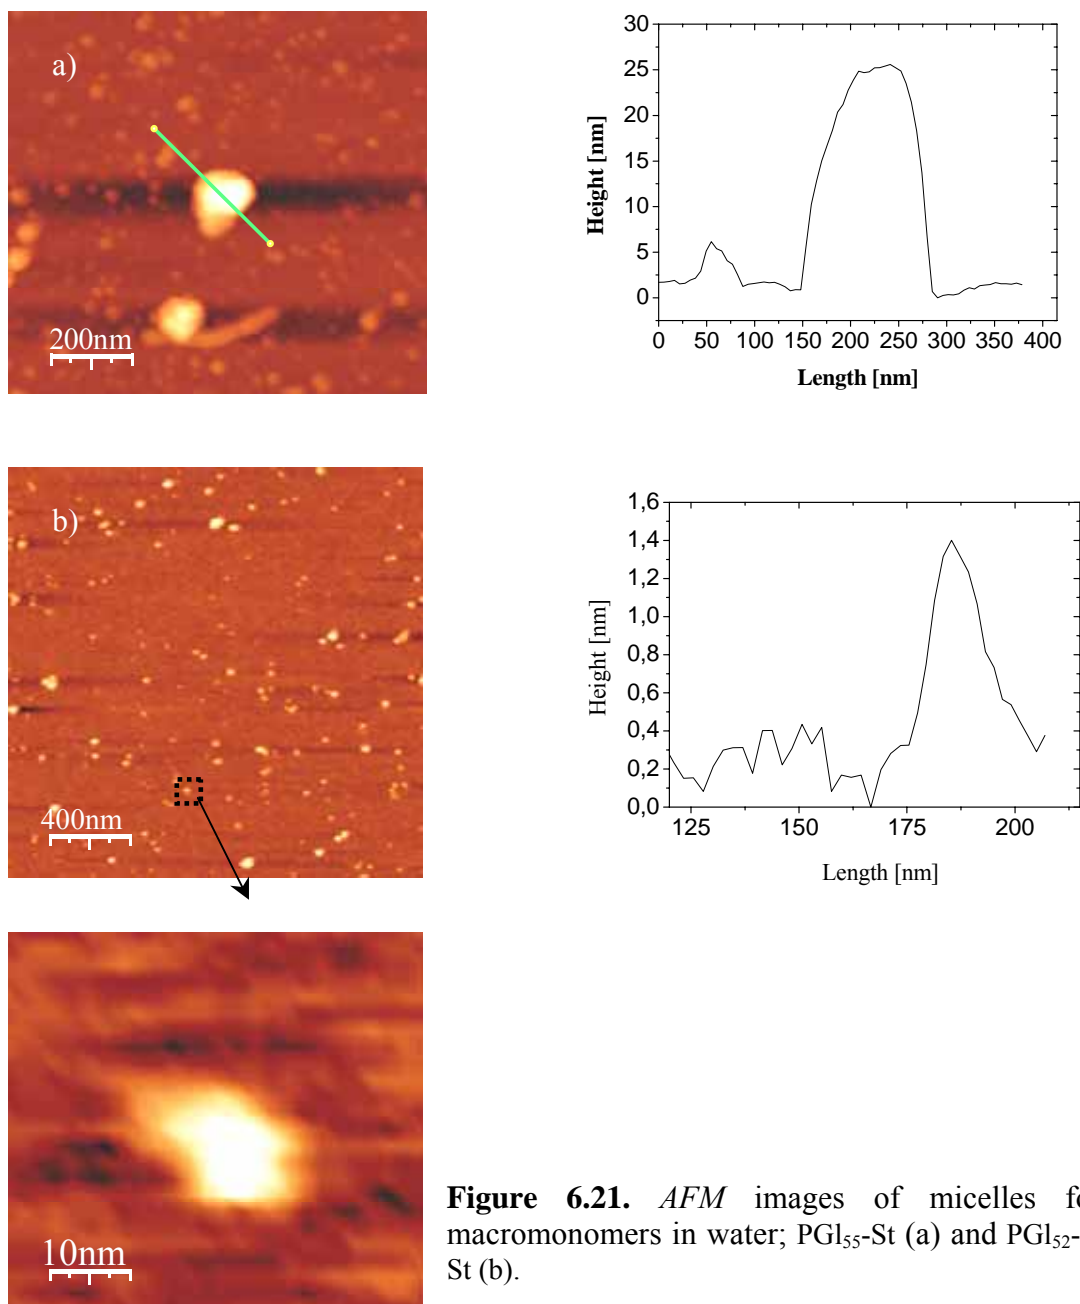 a)
200nm
30
25
20
15
10
5
0
Height [nm]
0 50 100 150 200 250 300 350 400
Length [nm]
b)
400nm
1,6
1,4
1,2
1,0
0,8
0,6
0,4
0,2
0,0
Height [nm]
125 150 175 200
Length [nm]
10nm
Figure 6.21. AFM images of micelles
macromonomers in water; PGl₅₅-St (a) and PGl₅₂-
St (b).